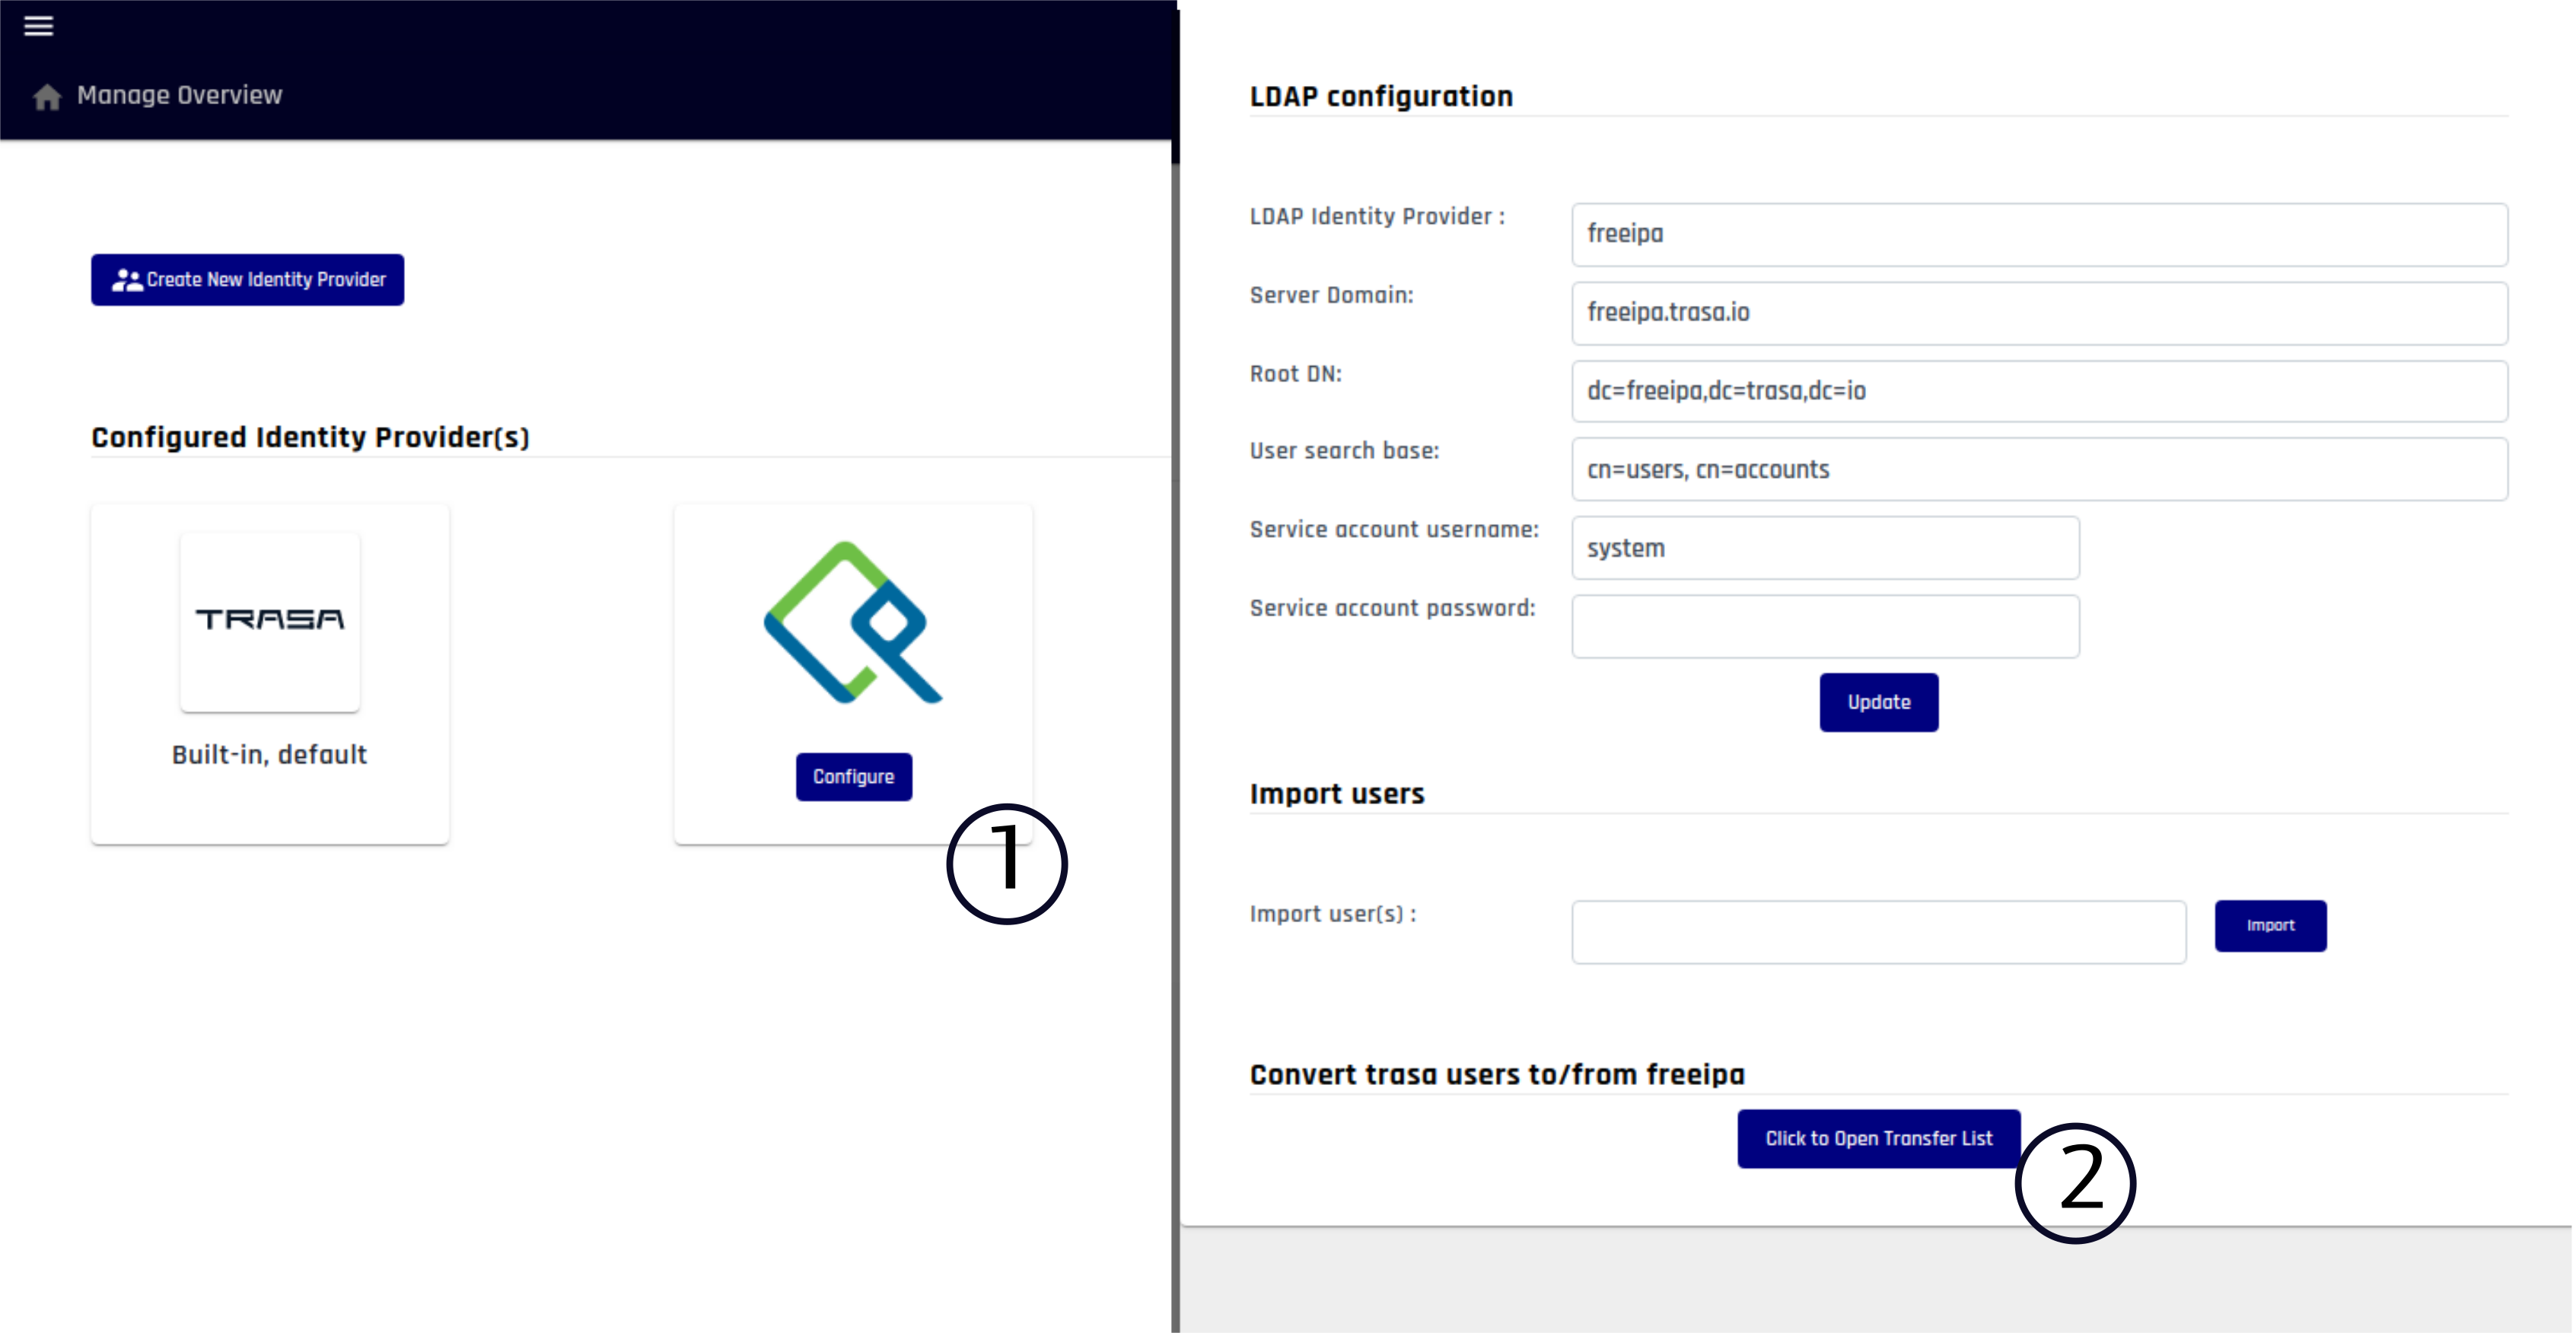 Manage Overview
Create New Identity Provider
Configured Identity Provider(s)
TRASA
Built-in, default
Configure
1
LDAP configuration
LDAP Identity Provider :
freeipa
Server Domain:
freeipa.trasa.io
Root DN:
dc=freeipa,dc=trasa,dc=io
User search base:
cn=users, cn=accounts
Service account username:
system
Service account password:
Update
Import users
Import user(s) :
Import
Convert trasa users to/from freeipa
Click to Open Transfer List
2